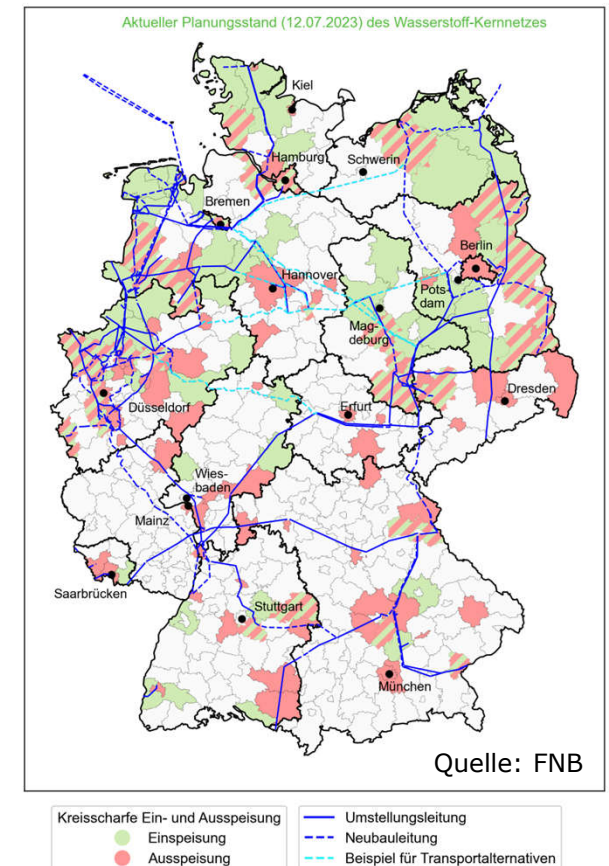 Aktueller Planungsstand (12.07.2023) des Wasserstoff-Kernnetzes
Kiel
Hamburg
Schwerin
Bremen
Berlin
Hannover
Pots-
dam
Mag-
deburg
Düsseldorf
Erfurt
Dresden
Wies-
baden
Mainz
Saarbrücken
Stuttgart
München
Quelle: FNB
Kreisscharfe Ein- und Ausspeisung
Einspeisung
Ausspeisung
Umstellungsleitung
Neubauleitung
Beispiel für Transportalternativen